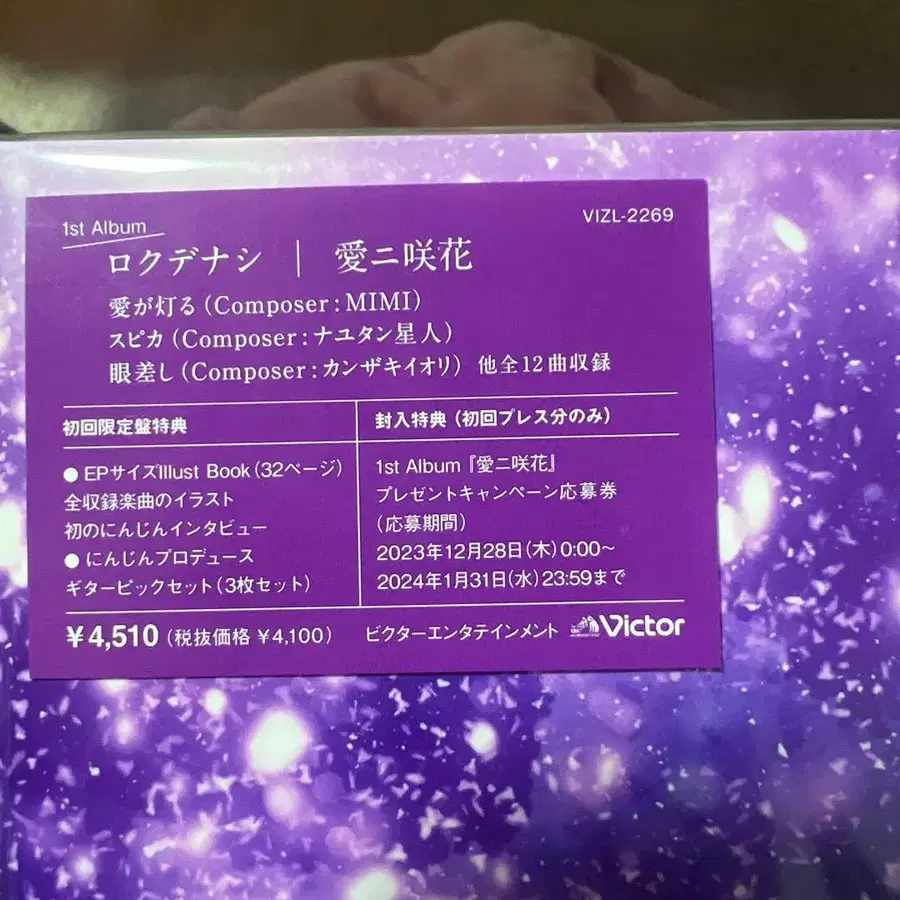 1st Album
VIZL-2269
ロクデナシ | 愛ニ咲花
愛が灯る(Composer:MIMI)
スピカ(Composer:ナユタン星人)
眼差し(Composer:カンザキイオリ) 他全12曲収録
初回限定盤特典
●EPサイズIllust Book(32ページ)
全収録楽曲のイラスト
初のにんじんインタビュー
●にんじんプロデュース
ギターピックセット(3枚セット)
封入特典(初回プレス分のみ)
1st Album『愛ニ咲花』
プレゼントキャンペーン応募券
(応募期間)
2023年12月28日(木)0:00~
2024年1月31日(水)23:59まで
¥4,510(税抜価格 ¥4,100) ビクターエンタテインメント Victor